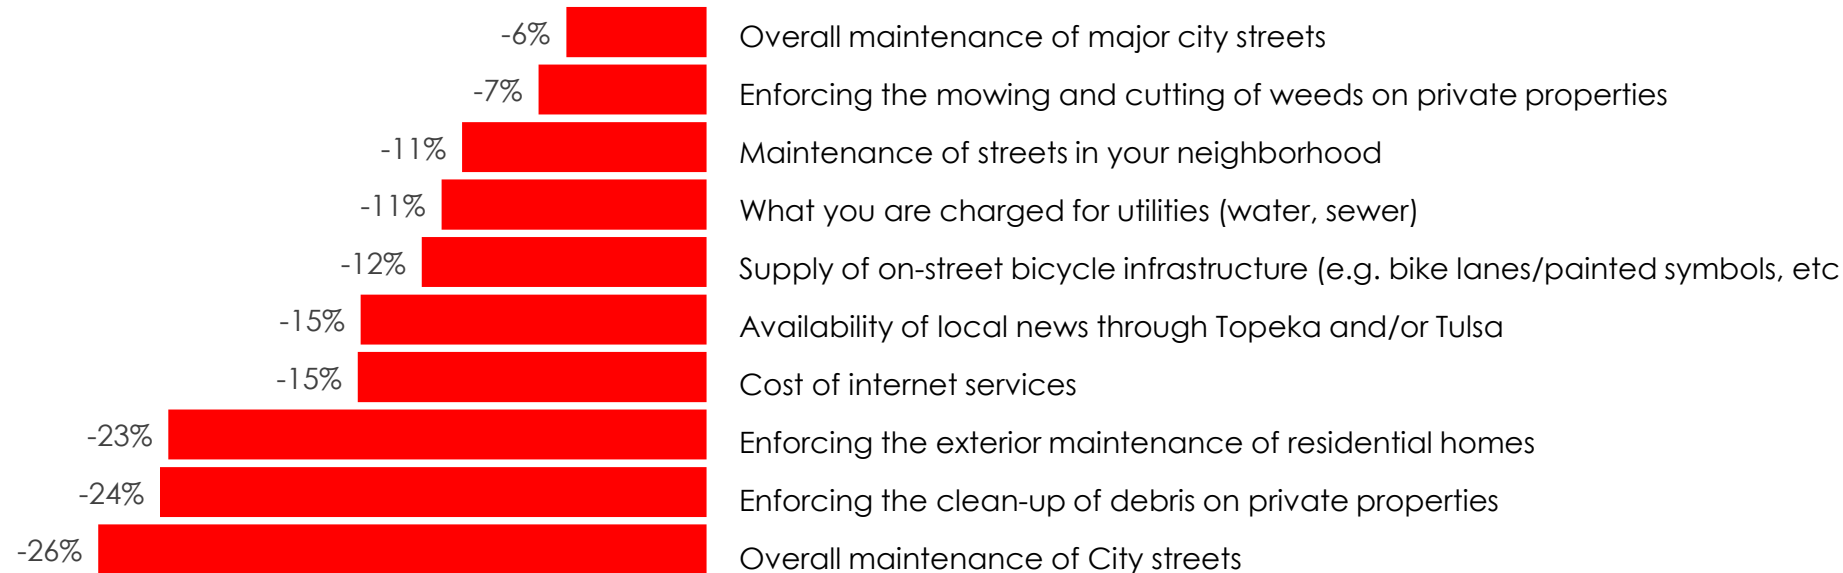 -6% Overall maintenance of major city streets
-7% Enforcing the mowing and cutting of weeds on private properties
-11% Maintenance of streets in your neighborhood
-11% What you are charged for utilities (water, sewer)
-12% Supply of on-street bicycle infrastructure (e.g. bike lanes/painted symbols, etc
-15% Availability of local news through Topeka and/or Tulsa
-15% Cost of internet services
-23% Enforcing the exterior maintenance of residential homes
-24% Enforcing the clean-up of debris on private properties
-26% Overall maintenance of City streets